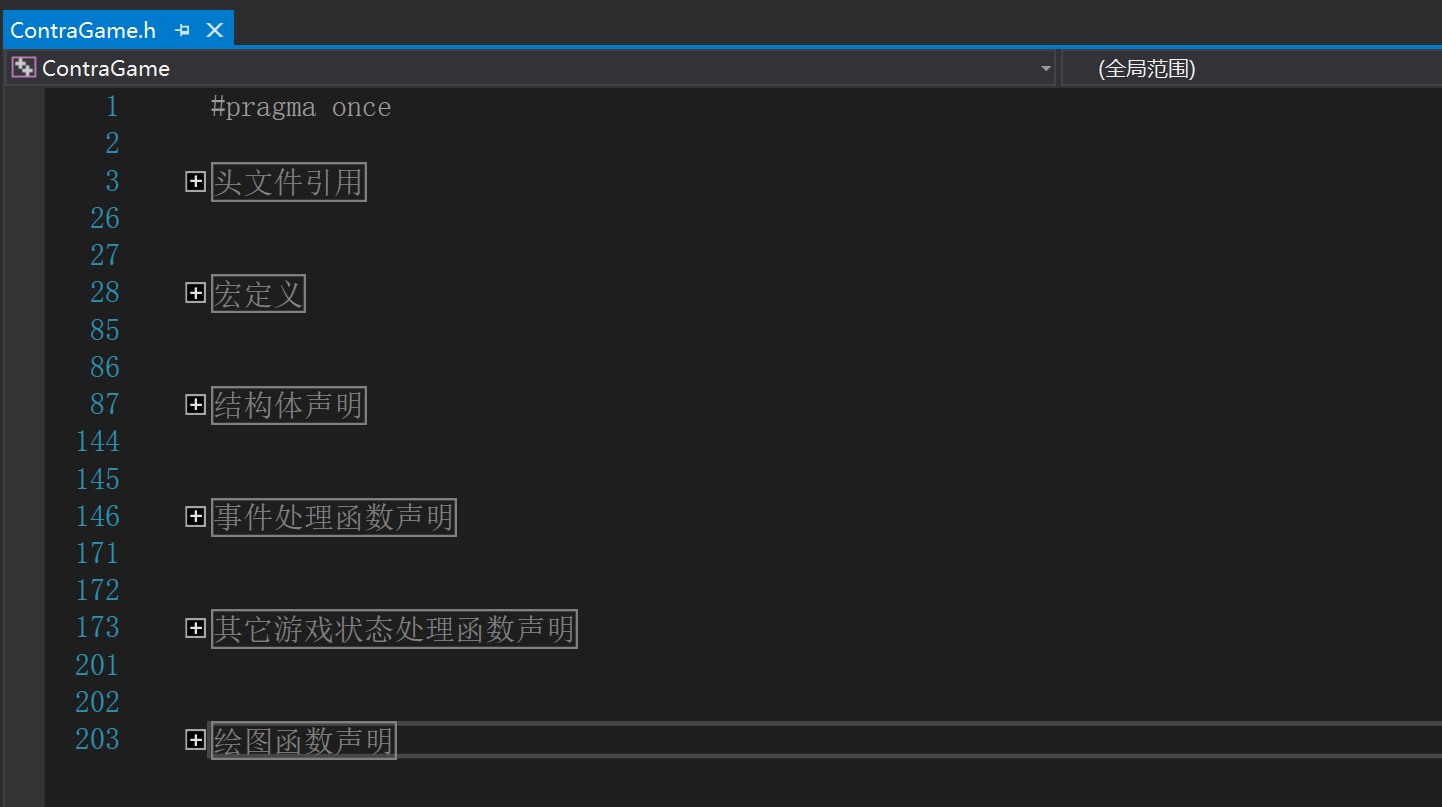 ContraGame.h
ContraGame (全局范围)
1 #pragma once
2
3 头文件引用
26
27
28 宏定义
85
86
87 结构体声明
144
145
146 事件处理函数声明
171
172
173 其它游戏状态处理函数声明
201
202
203 绘图函数声明